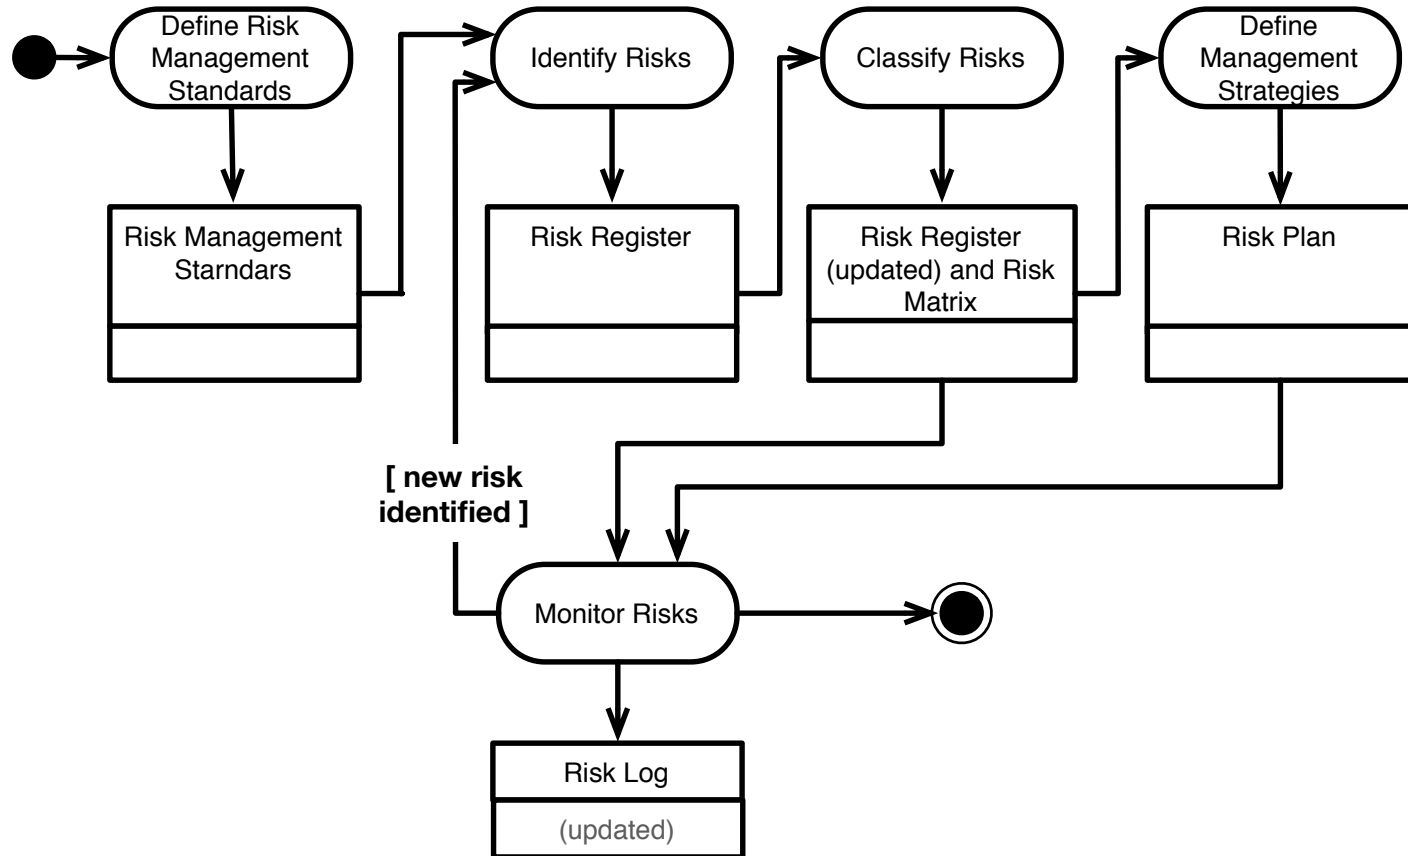 Define Risk
Management
Standards
Identify Risks
Classify Risks
Define
Management
Strategies
Risk Management
Starndars
Risk Register
Risk Register
(updated) and Risk
Matrix
Risk Plan
[ new risk
identified ]
Monitor Risks
Risk Log
(updated)